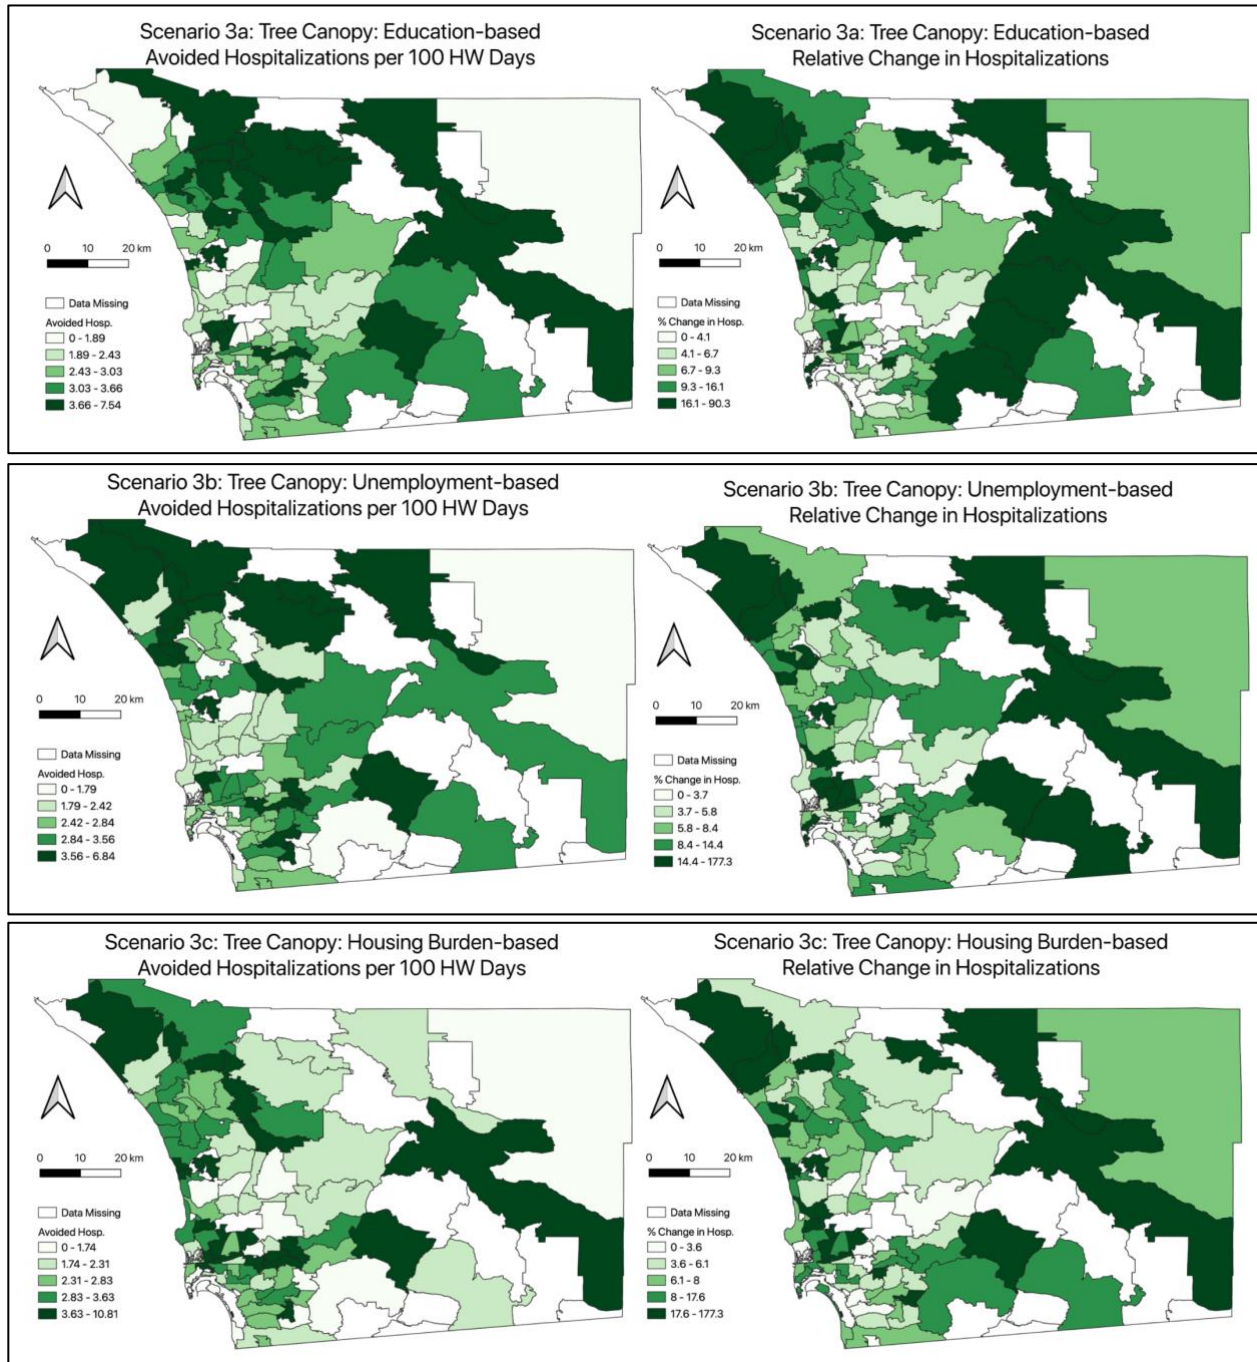 Scenario 3a: Tree Canopy: Education-based
Avoided Hospitalizations per 100 HW Days
0 10 20 km
Data Missing
Avoided Hosp.
0 - 1.89
1.89 - 2.43
2.43 - 3.03
3.03 - 3.66
3.66 - 7.54
Scenario 3a: Tree Canopy: Education-based
Relative Change in Hospitalizations
0 10 20 km
Data Missing
% Change in Hosp.
0 - 4.1
4.1 - 6.7
6.7 - 9.3
9.3 - 16.1
16.1 - 90.3
Scenario 3b: Tree Canopy: Unemployment-based
Avoided Hospitalizations per 100 HW Days
0 10 20 km
Data Missing
Avoided Hosp.
0 - 1.79
1.79 - 2.42
2.42 - 2.84
2.84 - 3.56
3.56 - 6.84
Scenario 3b: Tree Canopy: Unemployment-based
Relative Change in Hospitalizations
0 10 20 km
Data Missing
% Change in Hosp.
0 - 3.7
3.7 - 5.8
5.8 - 8.4
8.4 - 14.4
14.4 - 177.3
Scenario 3c: Tree Canopy: Housing Burden-based
Avoided Hospitalizations per 100 HW Days
0 10 20 km
Data Missing
Avoided Hosp.
0 - 1.74
1.74 - 2.31
2.31 - 2.83
2.83 - 3.63
3.63 - 10.81
Scenario 3c: Tree Canopy: Housing Burden-based
Relative Change in Hospitalizations
0 10 20 km
Data Missing
% Change in Hosp.
0 - 3.6
3.6 - 6.1
6.1 - 8
8 - 17.6
17.6 - 177.3